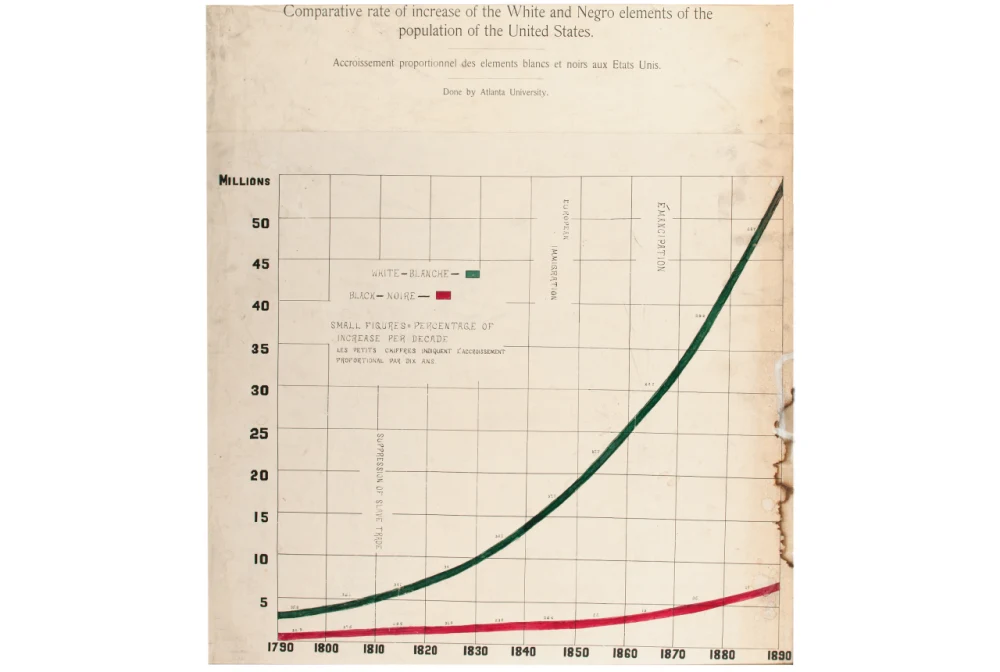 Comparative rate of increase of the White and Negro elements of the
population of the United States.
Accroissement proportionnel des elements blancs et noirs aux Etats Unis.
Done by Atlanta University.
MILLIONS
50
45
40
35
30
25
20
15
10
5
WHITE—BLANCHE—
BLACK—NOIRE—
SMALL FIGURES = PERCENTAGE OF
INCREASE PER DECADE
LES PETITS CHIFFRES INDIQUENT L'ACCROISSEMENT
PROPORTIONAL PAR DIX ANS
SUPPRESSION OF SLAVE TRADE
EUROPEAN
IMMIGRATION
ÉMANCIPATION
1790 1800 1810 1820 1830 1840 1850 1860 1870 1880 1890